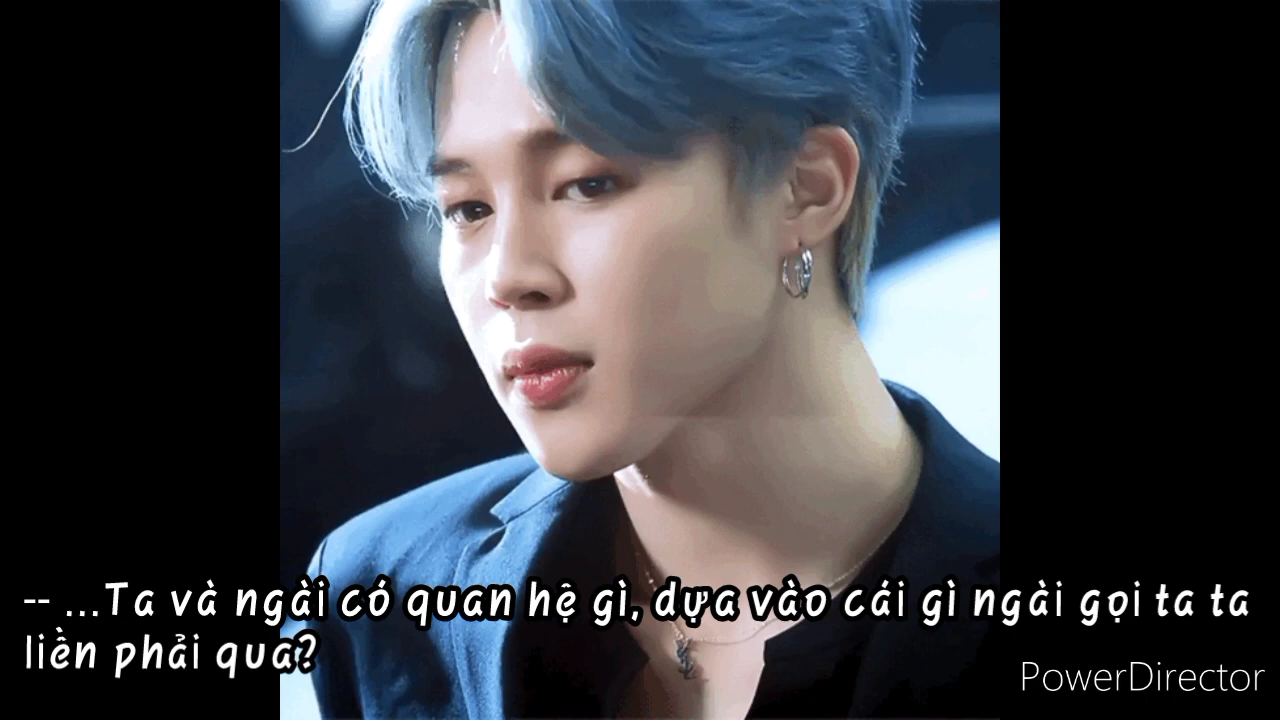 -- ...Ta và ngài có quan hệ gì, dựa vào cái gì ngài gọi ta ta
liền phải qua?
PowerDirector